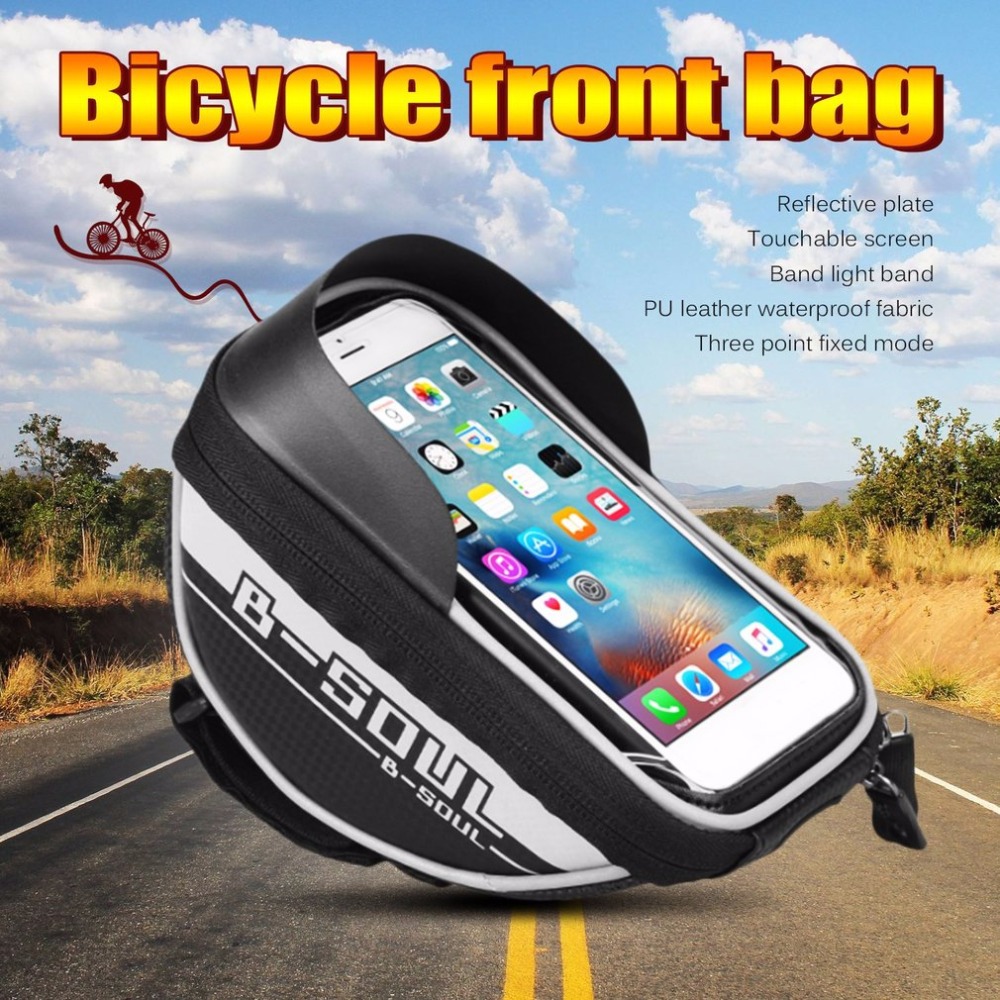 Bicycle front bag
Reflective plate
Touchable screen
Band light band
PU leather waterproof fabric
Three point fixed mode
B-SOUL
B-SOUL